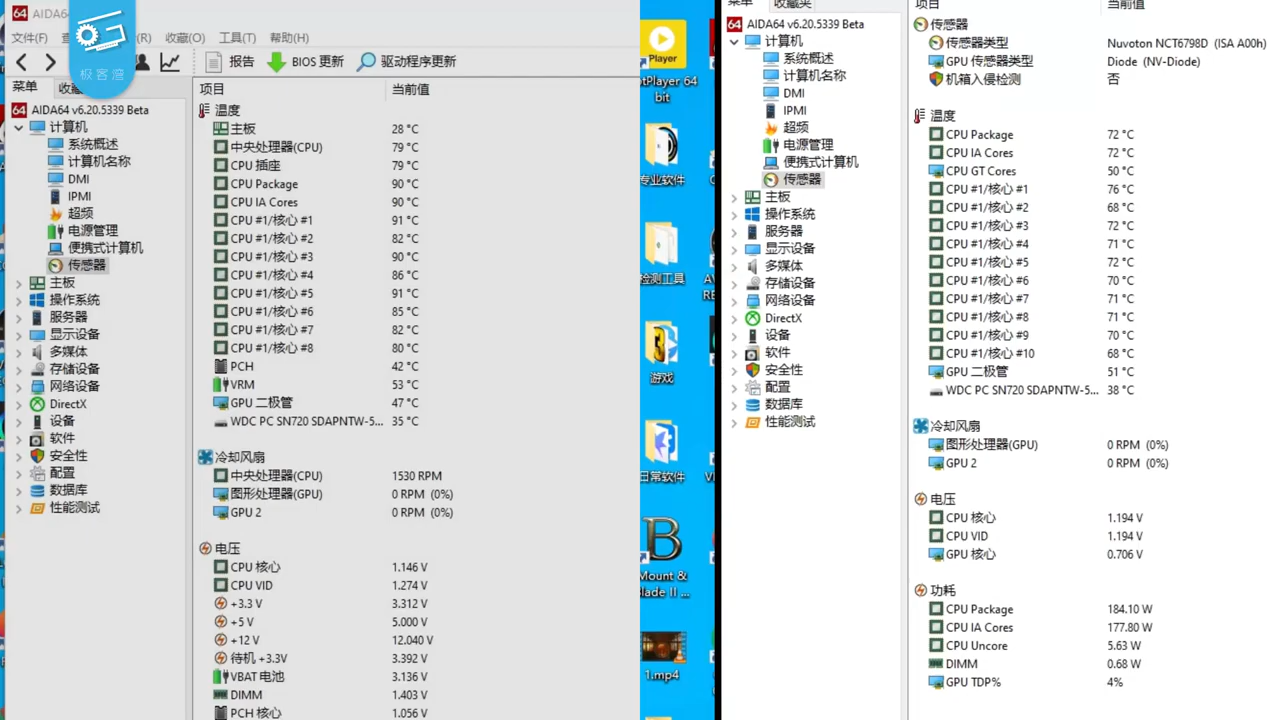 AIDA6
文件(F)
(R)
收藏(O)
工具(T)
帮助(H)
极客湾
报告
BIOS 更新
驱动程序更新
菜单
收藏
项目
当前值
64 AIDA64 v6.20.5339 Beta
计算机
系统概述
计算机名称
DMI
IPMI
超频
电源管理
便携式计算机
传感器
主板
操作系统
服务器
显示设备
多媒体
存储设备
网络设备
DirectX
设备
软件
安全性
配置
数据库
性能测试
温度
主板 28 °C
中央处理器(CPU) 79 °C
CPU 插座 79 °C
CPU Package 90 °C
CPU IA Cores 90 °C
CPU #1/核心 #1 91 °C
CPU #1/核心 #2 82 °C
CPU #1/核心 #3 90 °C
CPU #1/核心 #4 86 °C
CPU #1/核心 #5 91 °C
CPU #1/核心 #6 85 °C
CPU #1/核心 #7 82 °C
CPU #1/核心 #8 80 °C
PCH 42 °C
VRM 53 °C
GPU 二极管 47 °C
WDC PC SN720 SDAPNTW-5... 35 °C
冷却风扇
中央处理器(CPU) 1530 RPM
图形处理器(GPU) 0 RPM (0%)
GPU 2 0 RPM (0%)
电压
CPU 核心 1.146 V
CPU VID 1.274 V
+3.3 V 3.312 V
+5 V 5.000 V
+12 V 12.040 V
待机 +3.3V 3.392 V
VBAT 电池 3.136 V
DIMM 1.403 V
PCH 核心 1.056 V
Player
otPlayer 64
bit
专业软件
检测工具
游戏
日常软件
Mount &
Blade II ...
1.mp4
菜单
收藏夹
项目
当前值
64 AIDA64 v6.20.5339 Beta
计算机
系统概述
计算机名称
DMI
IPMI
超频
电源管理
便携式计算机
传感器
主板
操作系统
服务器
显示设备
多媒体
存储设备
网络设备
DirectX
设备
软件
安全性
配置
数据库
性能测试
传感器
传感器类型 Nuvoton NCT6798D (ISA A00h)
GPU 传感器类型 Diode (NV-Diode)
机箱入侵检测 否
温度
CPU Package 72 °C
CPU IA Cores 72 °C
CPU GT Cores 50 °C
CPU #1/核心 #1 76 °C
CPU #1/核心 #2 68 °C
CPU #1/核心 #3 72 °C
CPU #1/核心 #4 71 °C
CPU #1/核心 #5 72 °C
CPU #1/核心 #6 70 °C
CPU #1/核心 #7 71 °C
CPU #1/核心 #8 71 °C
CPU #1/核心 #9 70 °C
CPU #1/核心 #10 68 °C
GPU 二极管 51 °C
WDC PC SN720 SDAPNTW-5... 38 °C
冷却风扇
图形处理器(GPU) 0 RPM (0%)
GPU 2 0 RPM (0%)
电压
CPU 核心 1.194 V
CPU VID 1.194 V
GPU 核心 0.706 V
功耗
CPU Package 184.10 W
CPU IA Cores 177.80 W
CPU Uncore 5.63 W
DIMM 0.68 W
GPU TDP% 4%